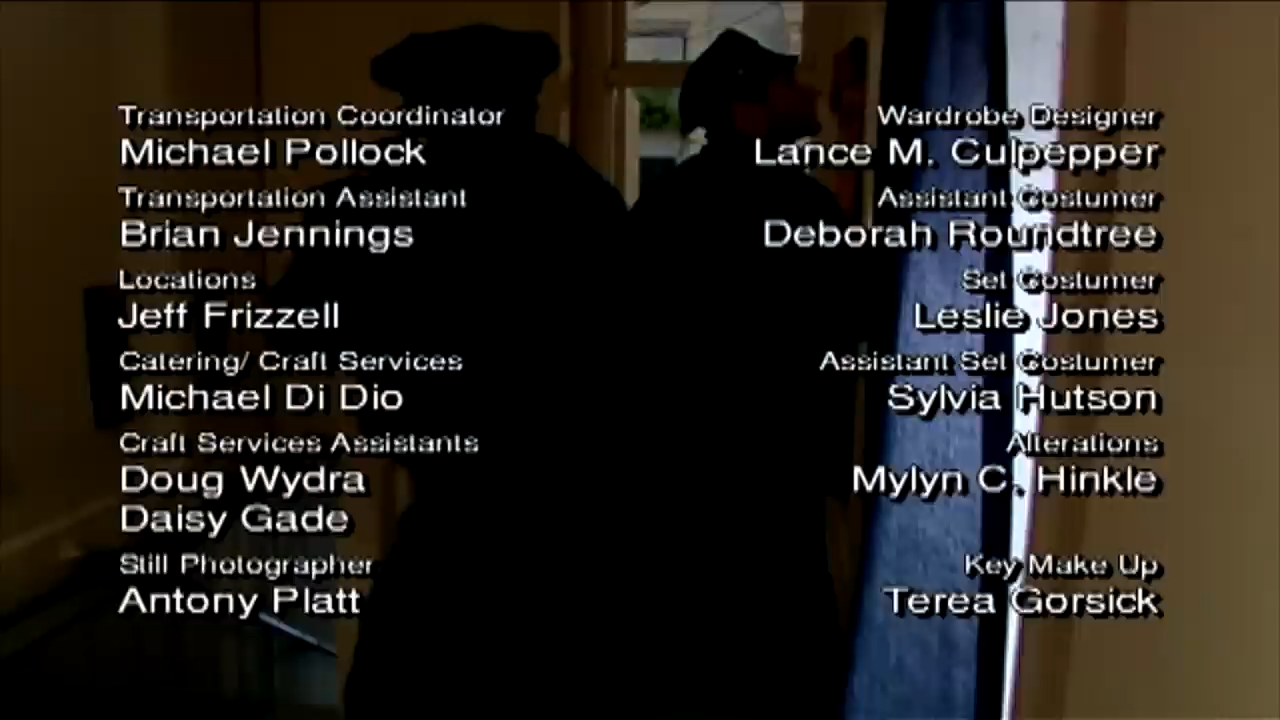 Transportation Coordinator
Michael Pollock
Transportation Assistant
Brian Jennings
Locations
Jeff Frizzell
Catering/ Craft Services
Michael Di Dio
Craft Services Assistants
Doug Wydra
Daisy Gade
Still Photographer
Antony Platt
Wardrobe Designer
Lance M. Culpepper
Assistant Costumer
Deborah Roundtree
Set Costumer
Leslie Jones
Assistant Set Costumer
Sylvia Hutson
Alterations
Mylyn C. Hinkle
Key Make Up
Terea Gorsick